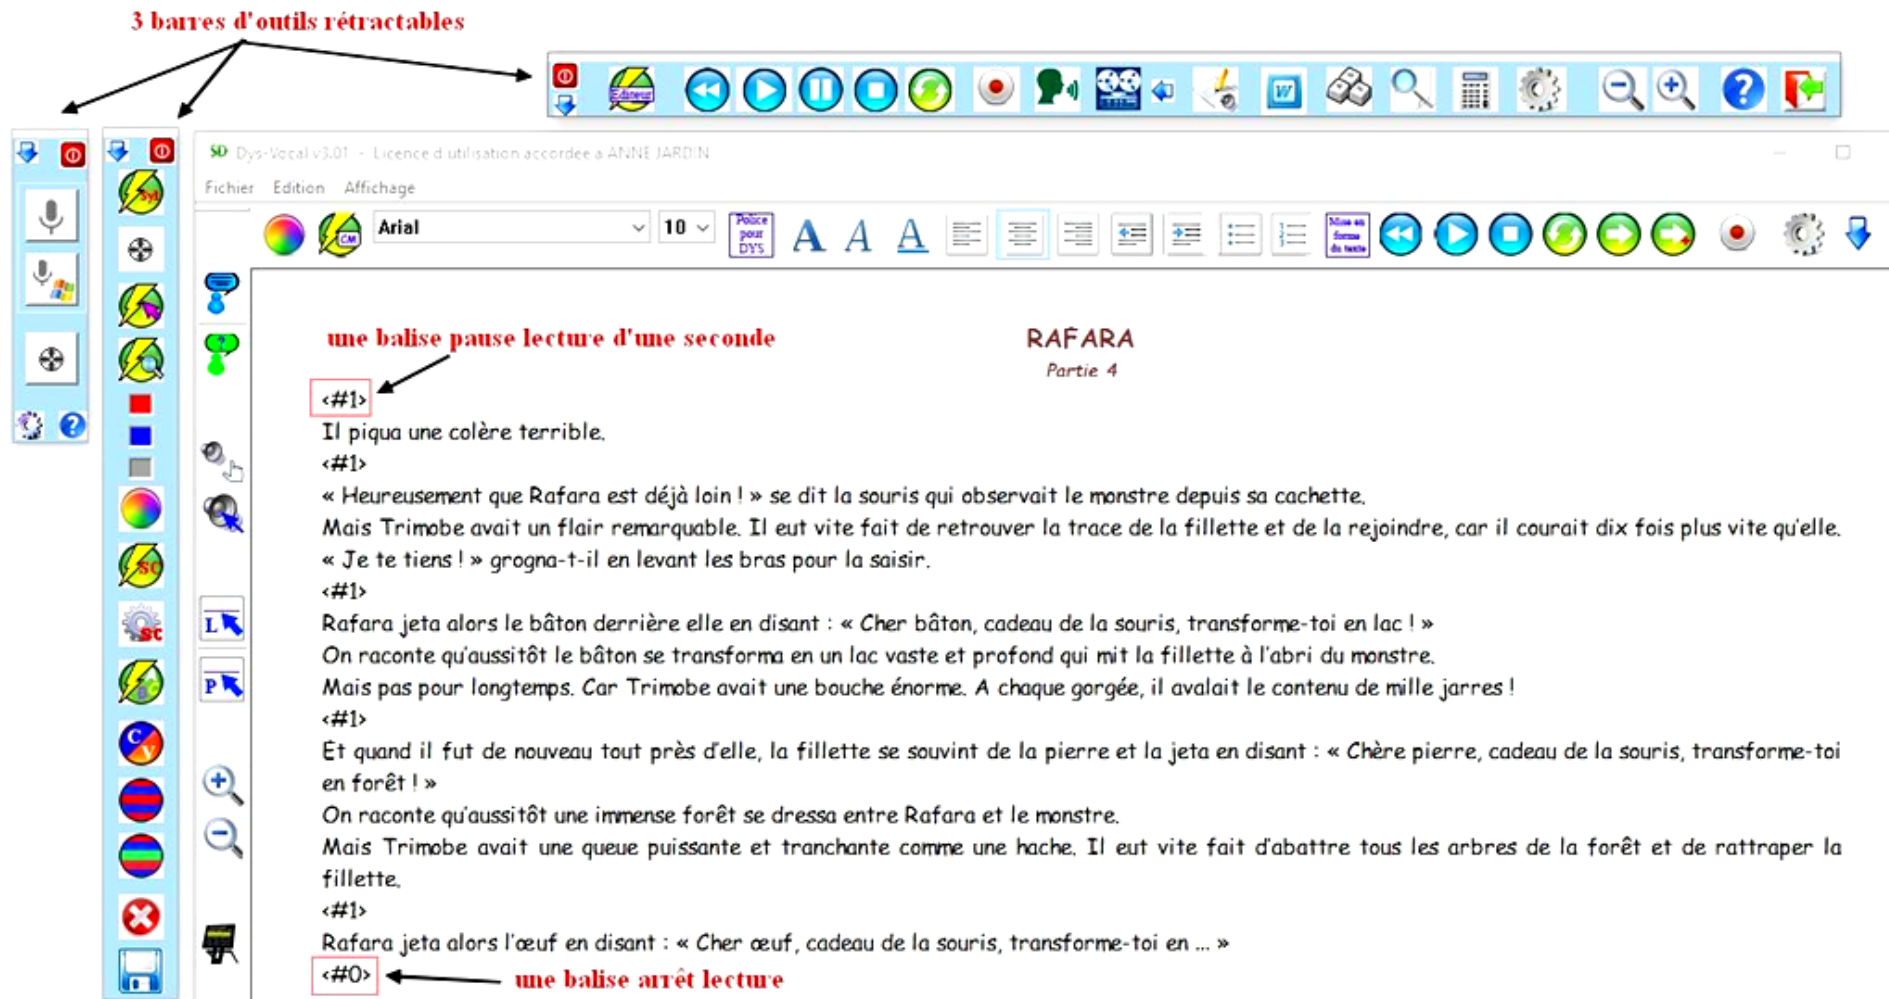 3 barres d'outils rétractables
Editeur
W
SD Dys-Vocal v3.01 - Licence d utilisation accordee a ANNE JARDIN
Fichier Edition Affichage
Syl
CM
Arial
10
Police pour DYS
A A A
Mise en forme du texte
une balise pause lecture d'une seconde
RAFARA
Partie 4
<#1>
Il piqua une colère terrible.
<#1>
« Heureusement que Rafara est déjà loin ! » se dit la souris qui observait le monstre depuis sa cachette.
Mais Trimobe avait un flair remarquable. Il eut vite fait de retrouver la trace de la fillette et de la rejoindre, car il courait dix fois plus vite qu'elle.
« Je te tiens ! » grogna-t-il en levant les bras pour la saisir.
<#1>
Rafara jeta alors le bâton derrière elle en disant : « Cher bâton, cadeau de la souris, transforme-toi en lac ! »
On raconte qu'aussitôt le bâton se transforma en un lac vaste et profond qui mit la fillette à l'abri du monstre.
Mais pas pour longtemps. Car Trimobe avait une bouche énorme. A chaque gorgée, il avalait le contenu de mille jarres !
<#1>
Et quand il fut de nouveau tout près d'elle, la fillette se souvint de la pierre et la jeta en disant : « Chère pierre, cadeau de la souris, transforme-toi
en forêt ! »
On raconte qu'aussitôt une immense forêt se dressa entre Rafara et le monstre.
Mais Trimobe avait une queue puissante et tranchante comme une hache. Il eut vite fait d'abattre tous les arbres de la forêt et de rattraper la
fillette.
<#1>
Rafara jeta alors l'œuf en disant : « Cher œuf, cadeau de la souris, transforme-toi en ... »
<#0>
une balise arrêt lecture
SC
SC
C V
L
P